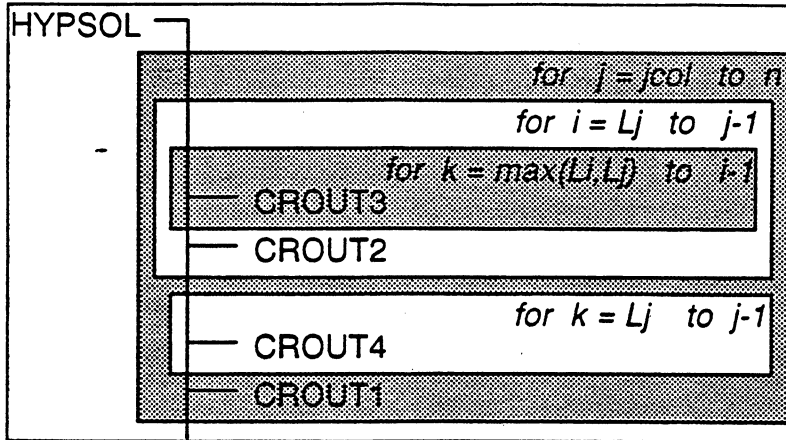 HYPSOL
for j = jcol to n
for i = Lj to j-1
for k = max(Li,Lj) to i-1
CROUT3
CROUT2
for k = Lj to j-1
CROUT4
CROUT1